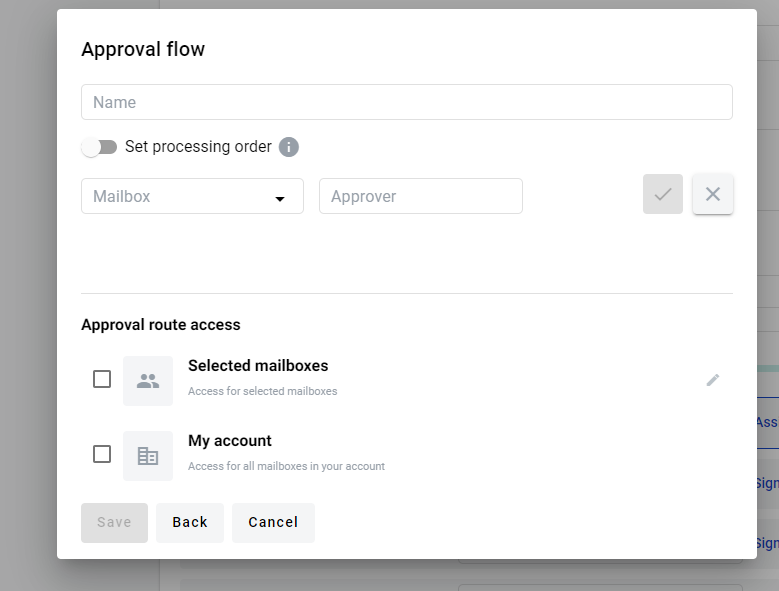 Approval flow
Name
Set processing order
Mailbox
Approver
Approval route access
Selected mailboxes
Access for selected mailboxes
My account
Access for all mailboxes in your account
Save
Back
Cancel
Ass
Sign
Sign